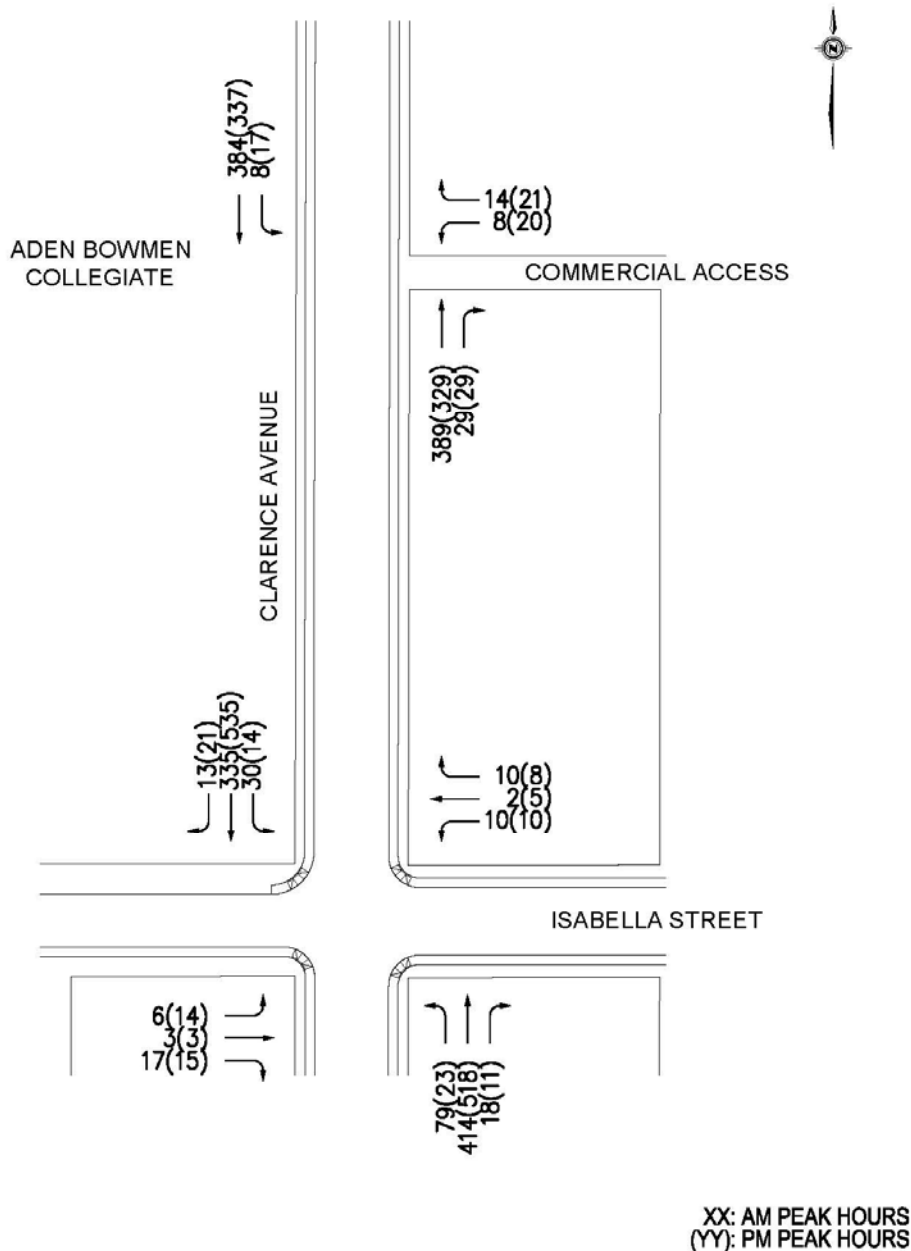 N
384(337)
8(17)
14(21)
8(20)
ADEN BOWMEN
COLLEGIATE
COMMERCIAL ACCESS
389(329)
29(29)
CLARENCE AVENUE
13(21)
335(535)
30(14)
10(8)
2(5)
10(10)
ISABELLA STREET
6(14)
3(3)
17(15)
79(23)
414(518)
18(11)
XX: AM PEAK HOURS
(YY): PM PEAK HOURS